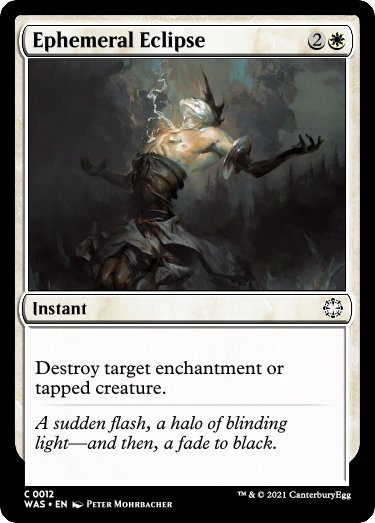 Ephemeral Eclipse 2
Instant
Destroy target enchantment or
tapped creature.
A sudden flash, a halo of blinding
light—and then, a fade to black.
C 0012
WAS • EN Peter Mohrbacher
™ & © 2021 CanterburyEgg